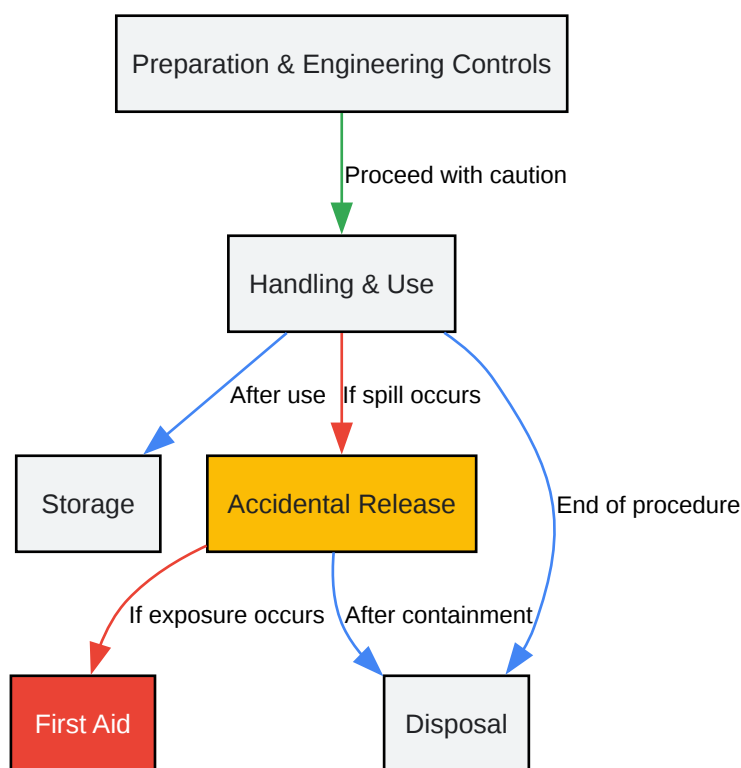 Preparation & Engineering Controls
Proceed with caution
Handling & Use
After use
If spill occurs
Storage
Accidental Release
End of procedure
If exposure occurs
After containment
First Aid
Disposal